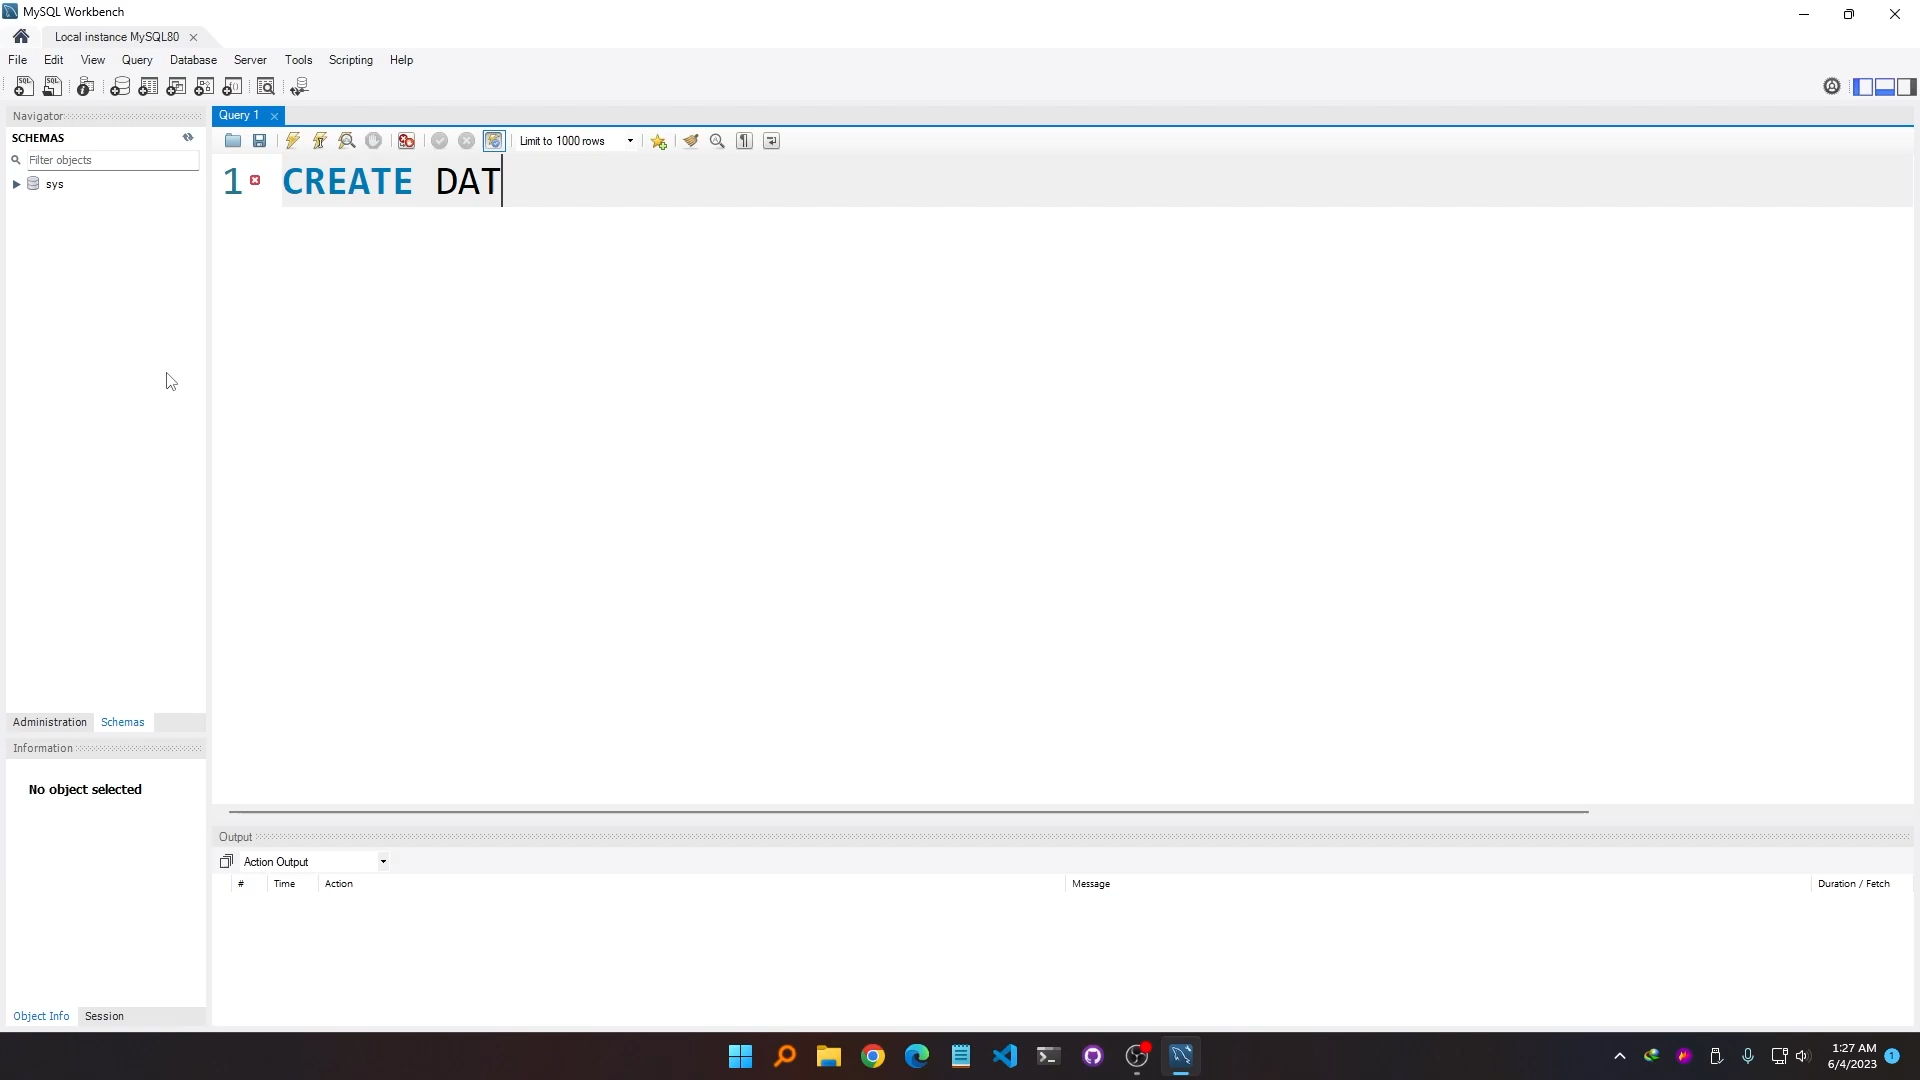 MySQL Workbench
Local instance MySQL80
File Edit View Query Database Server Tools Scripting Help
Navigator
Query 1
SCHEMAS
Limit to 1000 rows
Filter objects
sys
1 CREATE DAT
Administration Schemas
Information
No object selected
Output
Action Output
# Time Action Message Duration / Fetch
Object Info Session
1:27 AM
6/4/2023
1